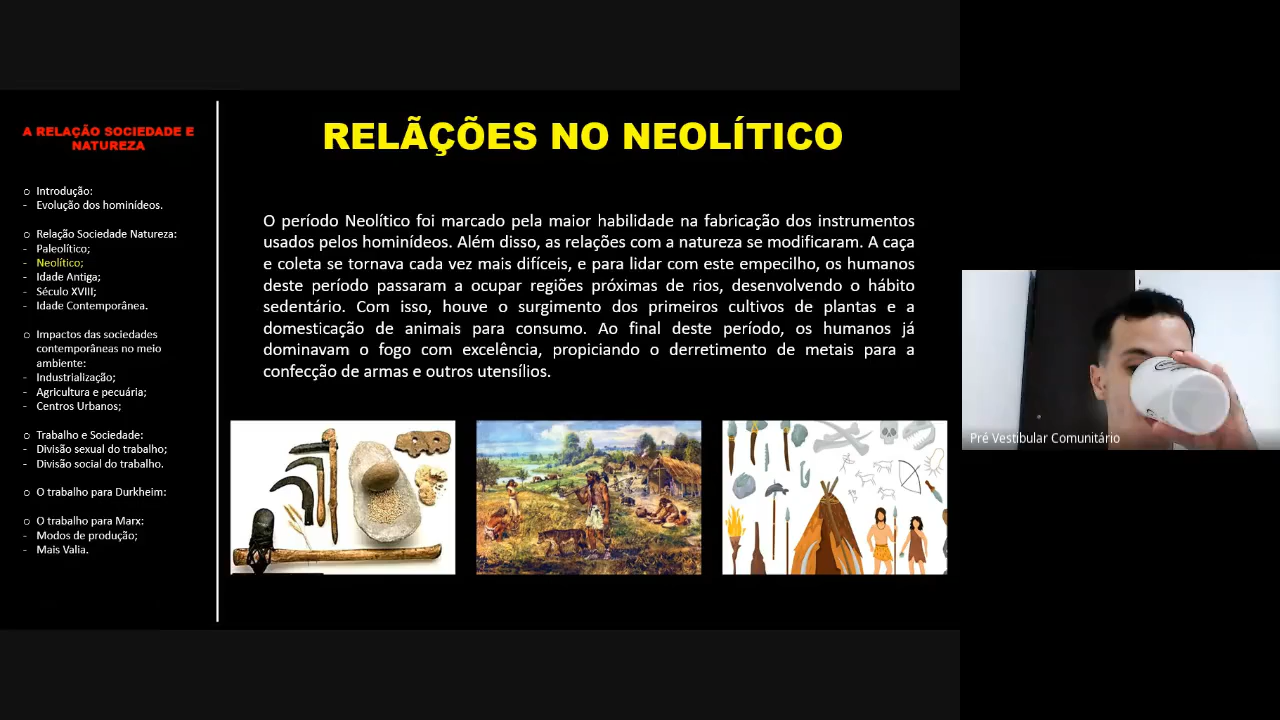 A RELAÇÃO SOCIEDADE E
NATUREZA
o Introdução:
- Evolução dos hominídeos.
o Relação Sociedade Natureza:
- Paleolítico;
- Neolítico;
- Idade Antiga;
- Século XVIII;
- Idade Contemporânea.
o Impactos das sociedades
contemporâneas no meio
ambiente:
- Industrialização;
- Agricultura e pecuária;
- Centros Urbanos;
o Trabalho e Sociedade:
- Divisão sexual do trabalho;
- Divisão social do trabalho.
o O trabalho para Durkheim:
o O trabalho para Marx:
- Modos de produção;
- Mais Valia.
RELÃÇÕES NO NEOLÍTICO
O período Neolítico foi marcado pela maior habilidade na fabricação dos instrumentos
usados pelos hominídeos. Além disso, as relações com a natureza se modificaram. A caça
e coleta se tornava cada vez mais difíceis, e para lidar com este empecilho, os humanos
deste período passaram a ocupar regiões próximas de rios, desenvolvendo o hábito
sedentário. Com isso, houve o surgimento dos primeiros cultivos de plantas e a
domesticação de animais para consumo. Ao final deste período, os humanos já
dominavam o fogo com excelência, propiciando o derretimento de metais para a
confecção de armas e outros utensílios.
Pré Vestibular Comunitário